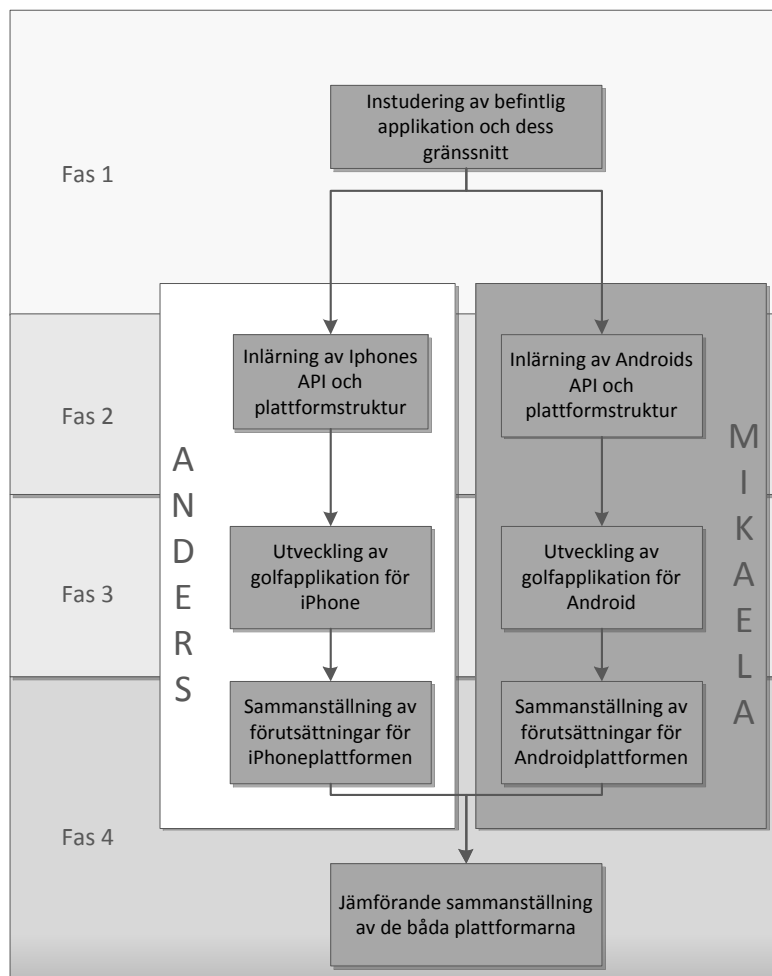 Fas 1
Instudering av befintlig
applikation och dess
gränssnitt
Fas 2
Inlärning av Iphones
API och
plattformstruktur
Inlärning av Androids
API och
plattformstruktur
ANDERS
MIKAELA
Fas 3
Utveckling av
golfapplikation för
iPhone
Utveckling av
golfapplikation för
Android
Fas 4
Sammanställning av
förutsättningar för
iPhoneplattformen
Sammanställning av
förutsättningar för
Androidplattformen
Jämförande sammanställning
av de båda plattformarna